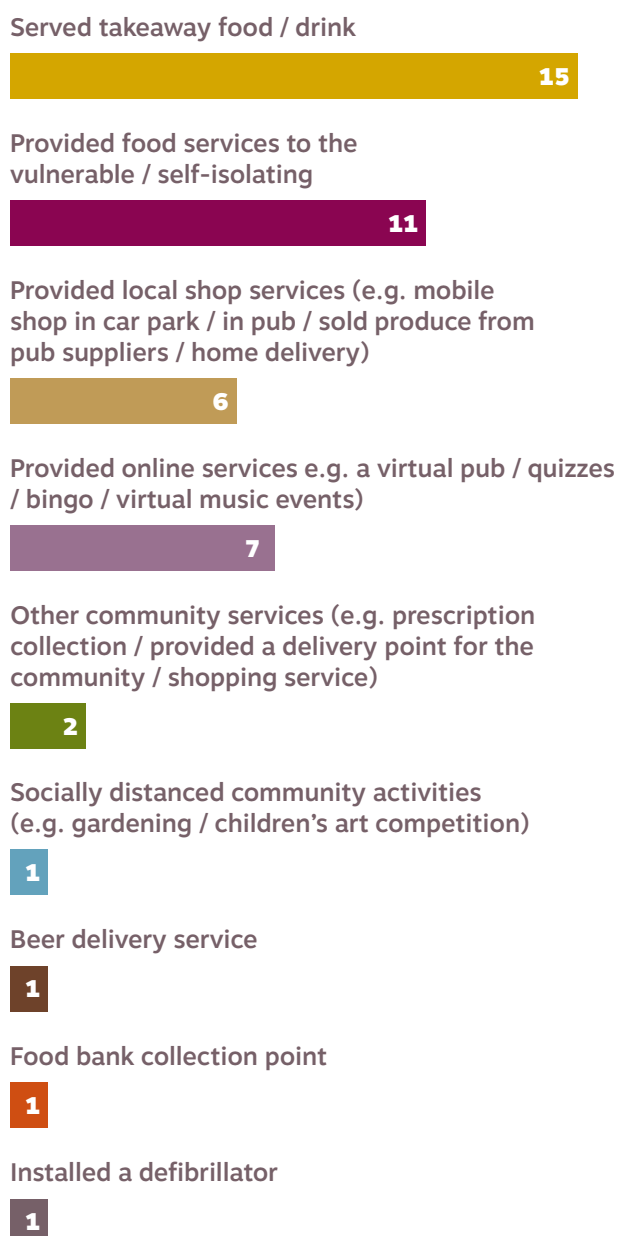 Served takeaway food / drink
15
Provided food services to the
vulnerable / self-isolating
11
Provided local shop services (e.g. mobile
shop in car park / in pub / sold produce from
pub suppliers / home delivery)
6
Provided online services e.g. a virtual pub / quizzes
/ bingo / virtual music events)
7
Other community services (e.g. prescription
collection / provided a delivery point for the
community / shopping service)
2
Socially distanced community activities
(e.g. gardening / children’s art competition)
1
Beer delivery service
1
Food bank collection point
1
Installed a defibrillator
1